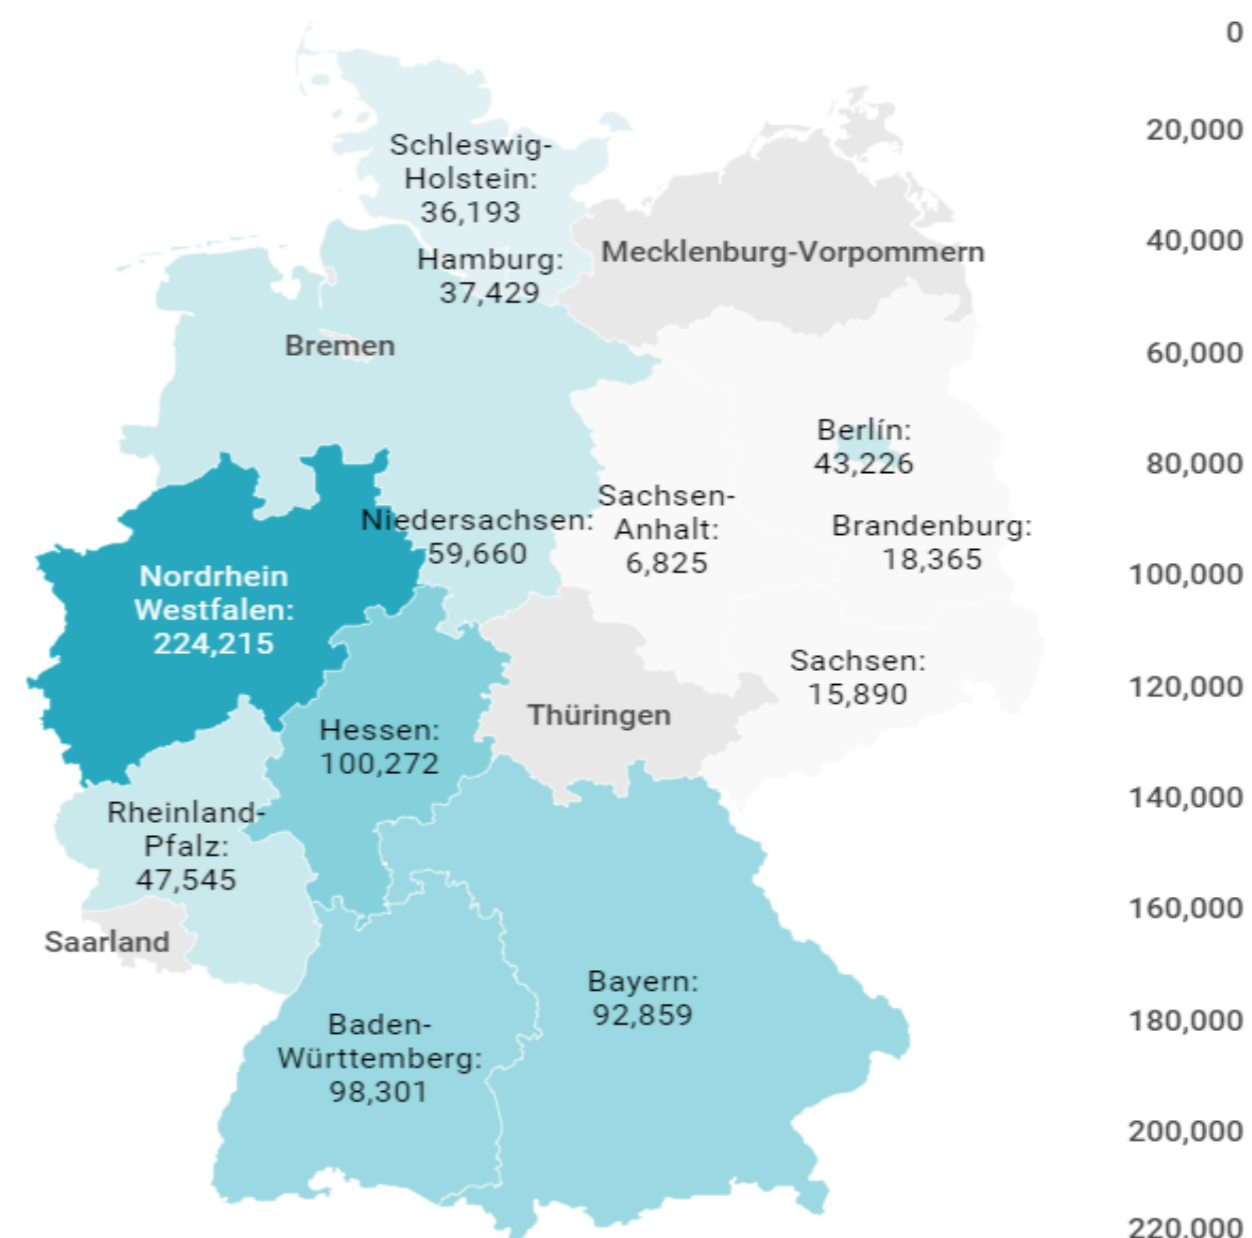 Schleswig-
Holstein:
36,193
Hamburg:
37,429
Mecklenburg-Vorpommern
Bremen
Berlín:
43,226
Niedersachsen:
59,660
Sachsen-
Anhalt:
6,825
Brandenburg:
18,365
Nordrhein
Westfalen:
224,215
Sachsen:
15,890
Hessen:
100,272
Thüringen
Rheinland-
Pfalz:
47,545
Saarland
Bayern:
92,859
Baden-
Württemberg:
98,301
0
20,000
40,000
60,000
80,000
100,000
120,000
140,000
160,000
180,000
200,000
220,000